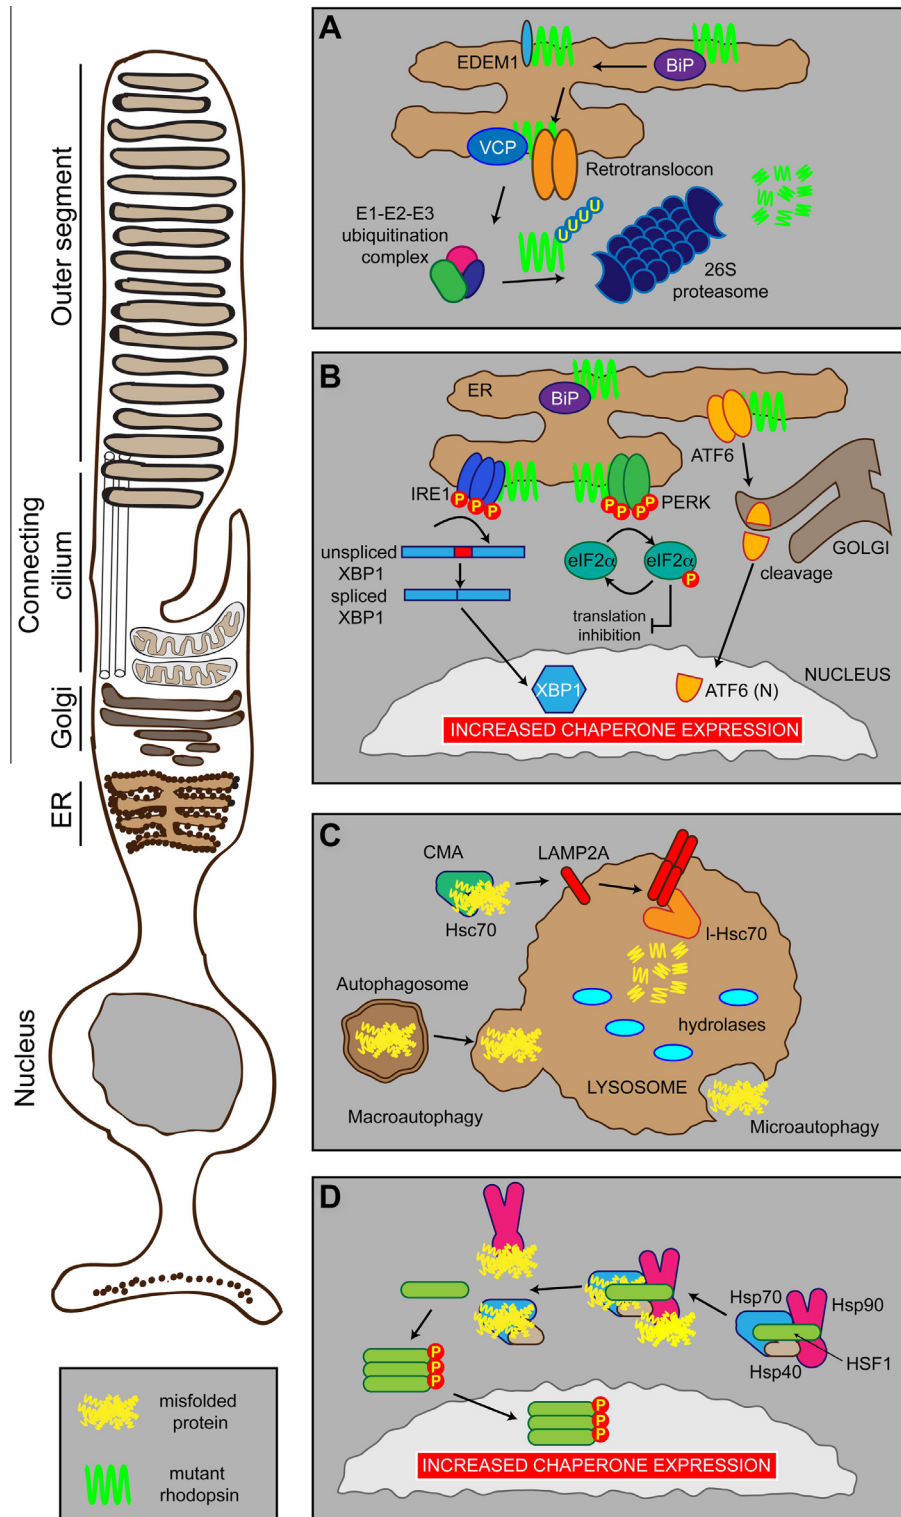 Outer segment
Connecting
cilium
Golgi
ER
Nucleus
misfolded
protein
mutant
rhodopsin
A
EDEM1
BiP
VCP
Retrotranslocon
E1-E2-E3
ubiquitination
complex
U U U U
26S
proteasome
B
ER
BiP
ATF6
IRE1
P P P
PERK
P P P P
GOLGI
unspliced
XBP1
eIF2α
eIF2α
P
cleavage
spliced
XBP1
translation
inhibition
NUCLEUS
XBP1
ATF6 (N)
INCREASED CHAPERONE EXPRESSION
C
CMA
LAMP2A
Hsc70
l-Hsc70
Autophagosome
hydrolases
LYSOSOME
Macroautophagy
Microautophagy
D
Hsp70
Hsp90
HSF1
Hsp40
P
P
P
P
P
P
INCREASED CHAPERONE EXPRESSION